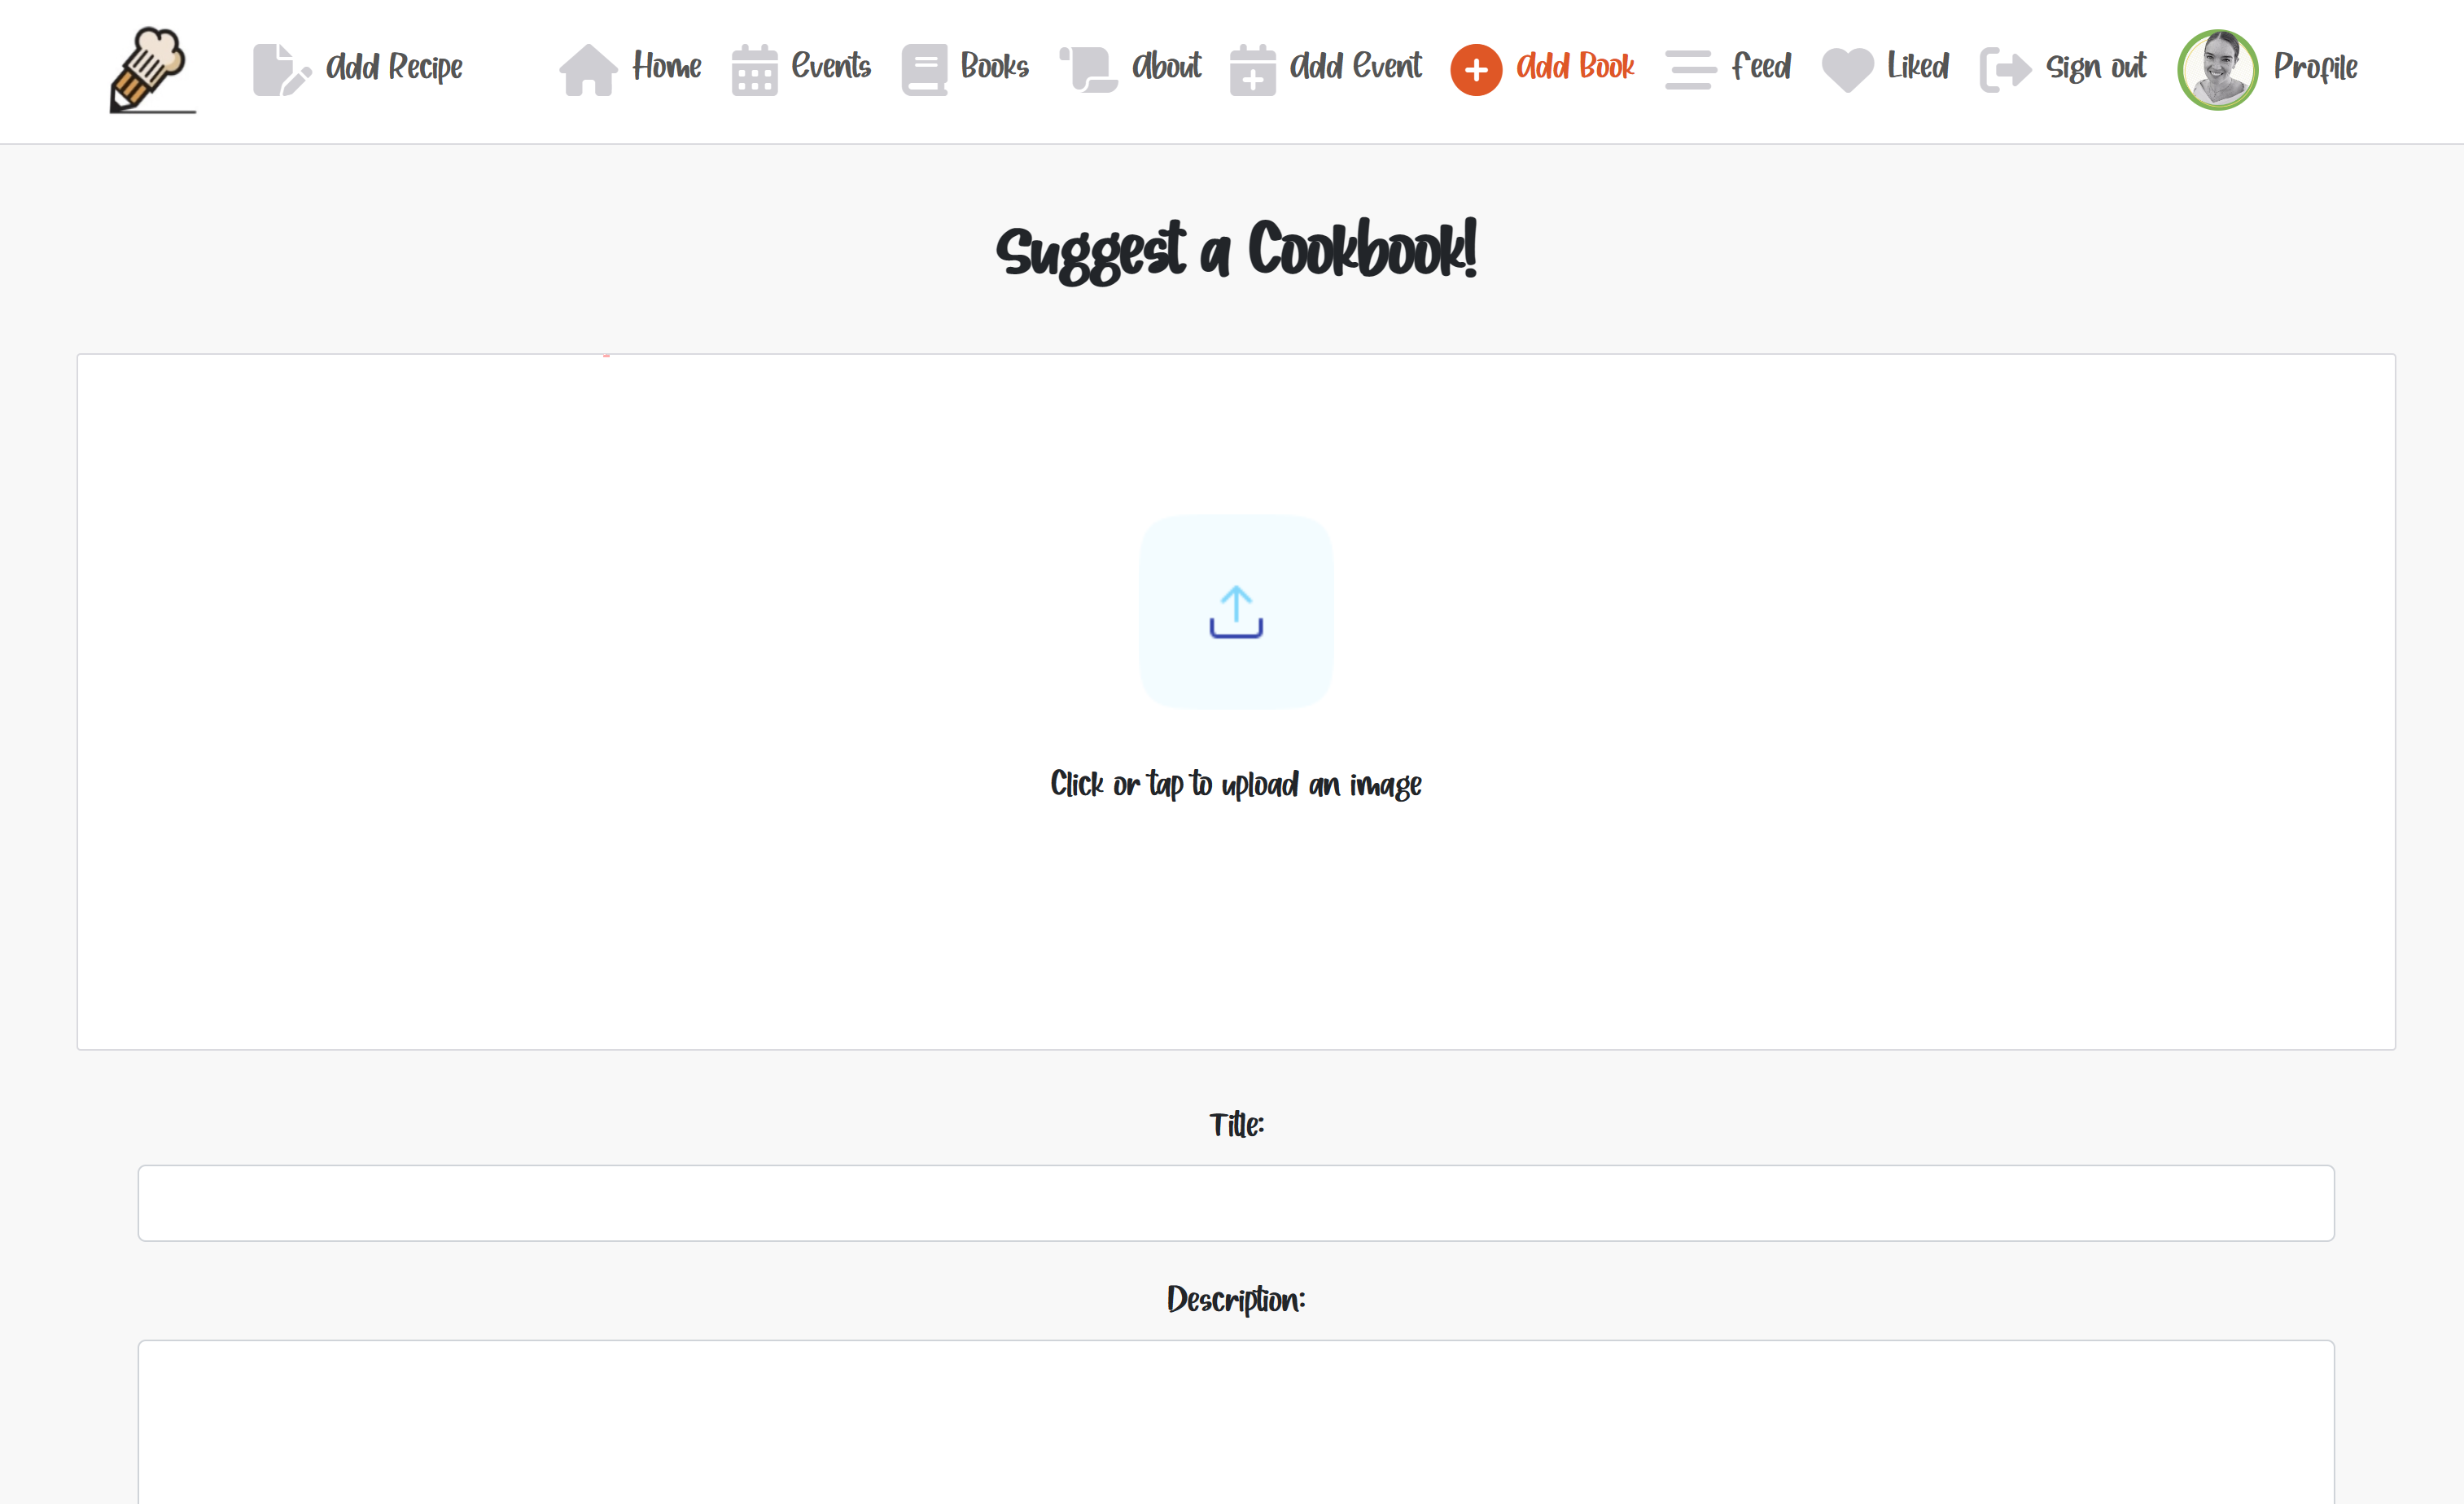 Add Recipe Home Events Books About Add Event Add Book Feed Liked Sign out Profile
Suggest a Cookbook!
Click or tap to upload an image
Title:
Description: